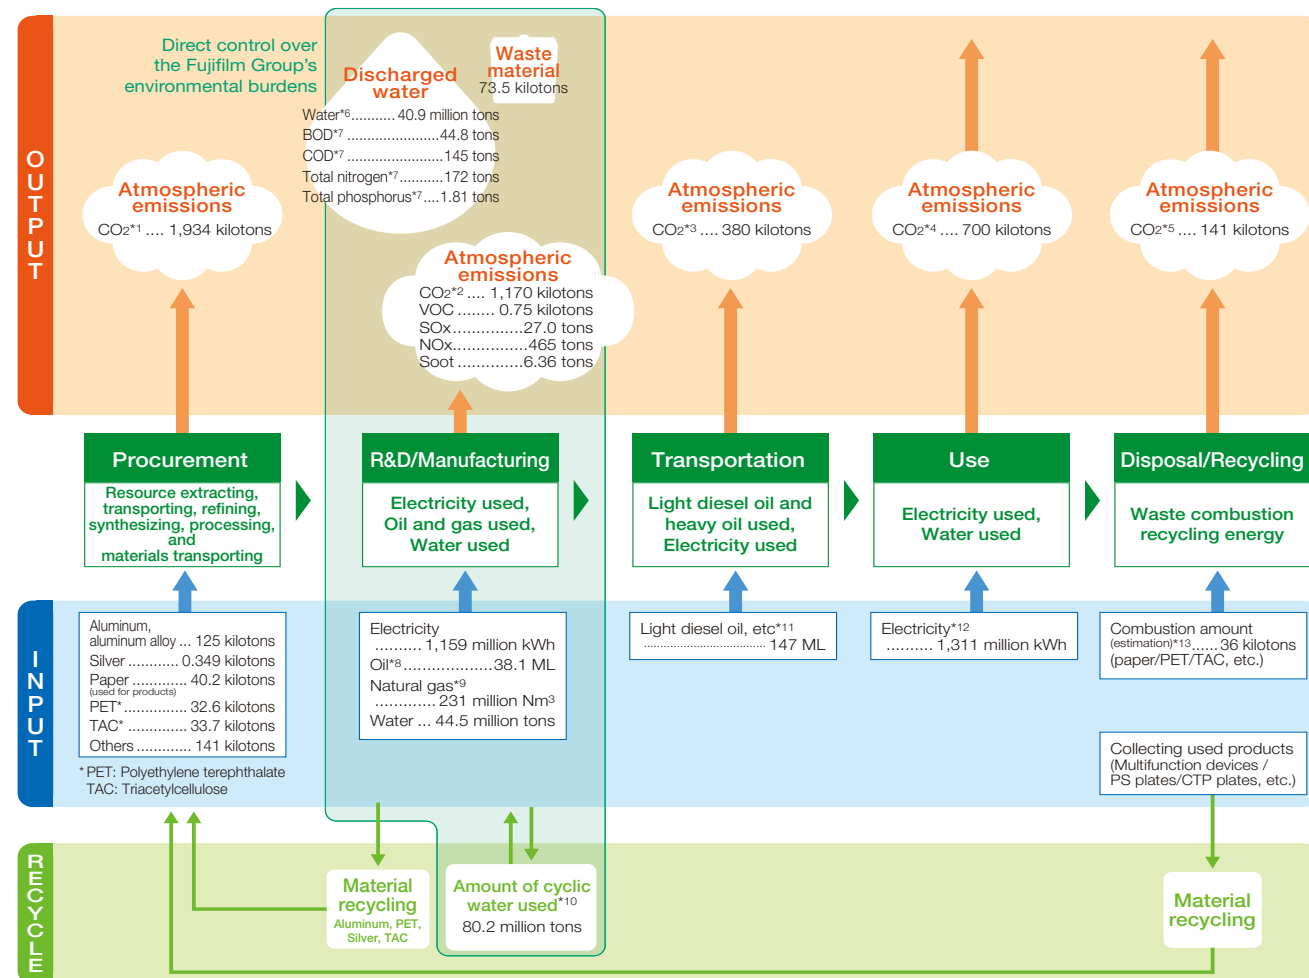 OUTPUT
Direct control over
the Fujifilm Group's
environmental burdens
Atmospheric
emissions
CO2*1 .... 1,934 kilotons
Discharged
water
Water*6........... 40.9 million tons
BOD*7 .......................44.8 tons
COD*7 ........................145 tons
Total nitrogen*7...........172 tons
Total phosphorus*7....1.81 tons
Waste
material
73.5 kilotons
Atmospheric
emissions
CO2*2 .... 1,170 kilotons
VOC ........ 0.75 kilotons
SOx...............27.0 tons
NOx................465 tons
Soot ..............6.36 tons
Atmospheric
emissions
CO2*3 .... 380 kilotons
Atmospheric
emissions
CO2*4 .... 700 kilotons
Atmospheric
emissions
CO2*5 .... 141 kilotons
Procurement
Resource extracting,
transporting, refining,
synthesizing, processing,
and
materials transporting
R&D/Manufacturing
Electricity used,
Oil and gas used,
Water used
Transportation
Light diesel oil and
heavy oil used,
Electricity used
Use
Electricity used,
Water used
Disposal/Recycling
Waste combustion
recycling energy
INPUT
Aluminum,
aluminum alloy ... 125 kilotons
Silver ............ 0.349 kilotons
Paper ............. 40.2 kilotons
(used for products)
PET*.............. 32.6 kilotons
TAC* .............. 33.7 kilotons
Others ............. 141 kilotons
* PET: Polyethylene terephthalate
TAC: Triacetylcellulose
Electricity
.......... 1,159 million kWh
Oil*8.....................38.1 ML
Natural gas*9
............. 231 million Nm3
Water ... 44.5 million tons
Light diesel oil, etc*11
........................................ 147 ML
Electricity*12
.......... 1,311 million kWh
Combustion amount
(estimation)*13......36 kilotons
(paper/PET/TAC, etc.)
Collecting used products
(Multifunction devices /
PS plates/CTP plates, etc.)
RECYCLE
Material
recycling
Aluminum, PET,
Silver, TAC
Amount of cyclic
water used*10
80.2 million tons
Material
recycling